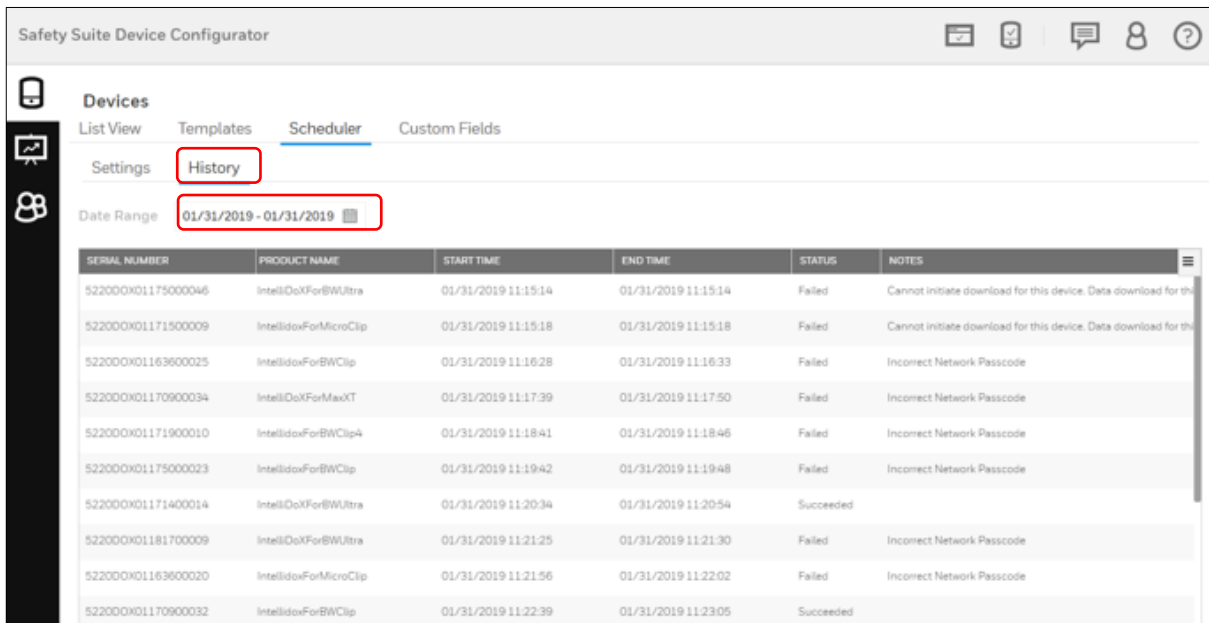 Safety Suite Device Configurator
Devices
List View Templates Scheduler Custom Fields
Settings History
Date Range 01/31/2019 - 01/31/2019
SERIAL NUMBER PRODUCT NAME START TIME END TIME STATUS NOTES
5220DOX01175000046 IntelliDoXForBWUltra 01/31/2019 11:15:14 01/31/2019 11:15:14 Failed Cannot initiate download for this device. Data download for thi
5220DOX01171500009 IntellidoxForMicroClip 01/31/2019 11:15:18 01/31/2019 11:15:18 Failed Cannot initiate download for this device. Data download for thi
5220DOX01163600025 IntellidoxForBWClip 01/31/2019 11:16:28 01/31/2019 11:16:33 Failed Incorrect Network Passcode
5220DOX01170900034 IntelliDoXForMaxXT 01/31/2019 11:17:39 01/31/2019 11:17:50 Failed Incorrect Network Passcode
5220DOX01171900010 IntellidoxForBWClip4 01/31/2019 11:18:41 01/31/2019 11:18:46 Failed Incorrect Network Passcode
5220DOX01175000023 IntellidoxForBWClip 01/31/2019 11:19:42 01/31/2019 11:19:48 Failed Incorrect Network Passcode
5220DOX01171400014 IntelliDoXForBWUltra 01/31/2019 11:20:34 01/31/2019 11:20:54 Succeeded
5220DOX01181700009 IntelliDoXForBWUltra 01/31/2019 11:21:25 01/31/2019 11:21:30 Failed Incorrect Network Passcode
5220DOX01163600020 IntellidoxForMicroClip 01/31/2019 11:21:56 01/31/2019 11:22:02 Failed Incorrect Network Passcode
5220DOX01170900032 IntellidoxForBWClip 01/31/2019 11:22:39 01/31/2019 11:23:05 Succeeded